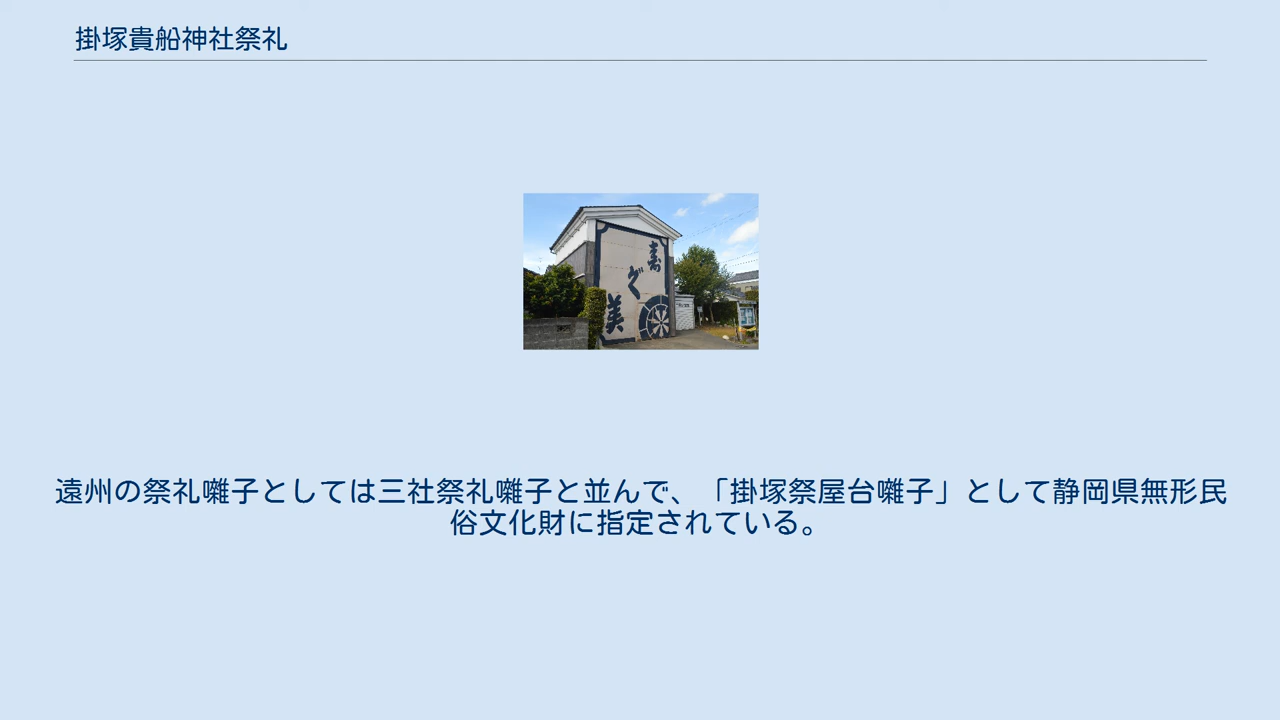 掛塚貴船神社祭礼
寿
ぐ
美
遠州の祭礼囃子としては三社祭礼囃子と並んで、「掛塚祭屋台囃子」として静岡県無形民
俗文化財に指定されている。